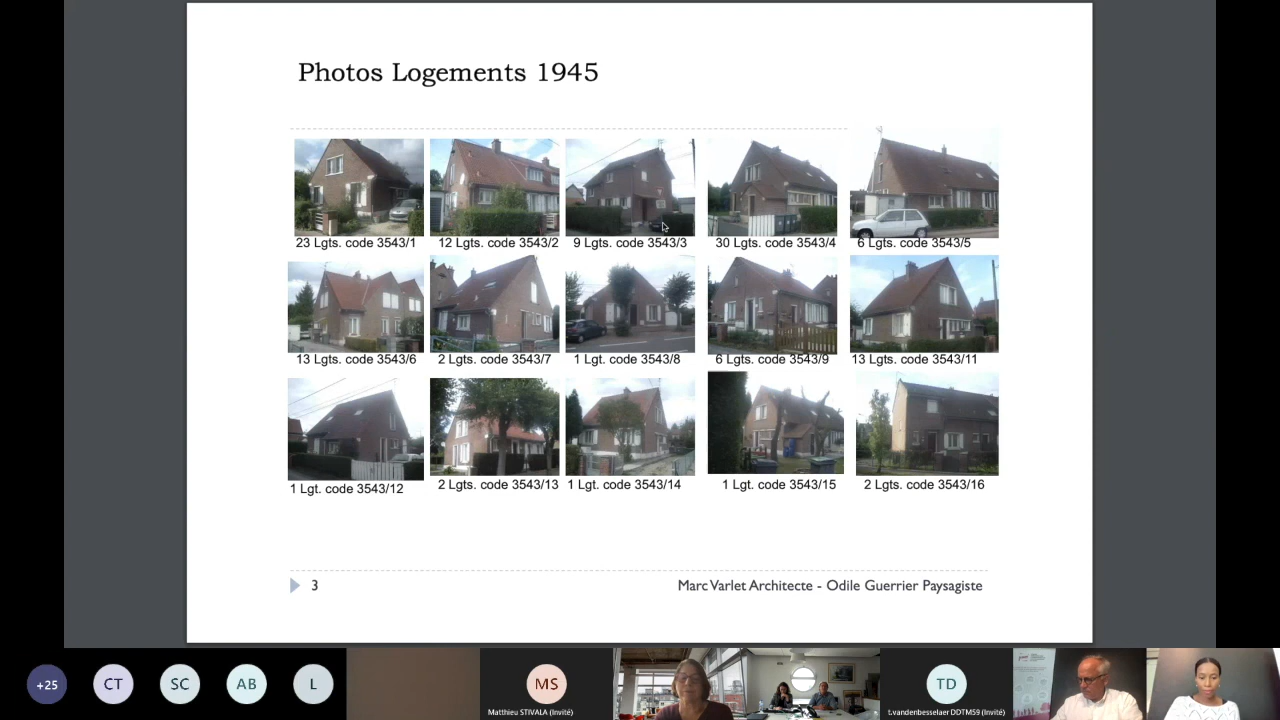 Photos Logements 1945
23 Lgts. code 3543/1
12 Lgts. code 3543/2
9 Lgts. code 3543/3
30 Lgts. code 3543/4
6 Lgts. code 3543/5
13 Lgts. code 3543/6
2 Lgts. code 3543/7
1 Lgt. code 3543/8
6 Lgts. code 3543/9
13 Lgts. code 3543/11
1 Lgt. code 3543/12
2 Lgts. code 3543/13
1 Lgt. code 3543/14
1 Lgt. code 3543/15
2 Lgts. code 3543/16
3
Marc Varlet Architecte - Odile Guerrier Paysagiste
+25
CT
SC
AB
L
MS
Matthieu STIVALA (Invité)
TD
t.vandenbesselaer DDTM59 (Invité)